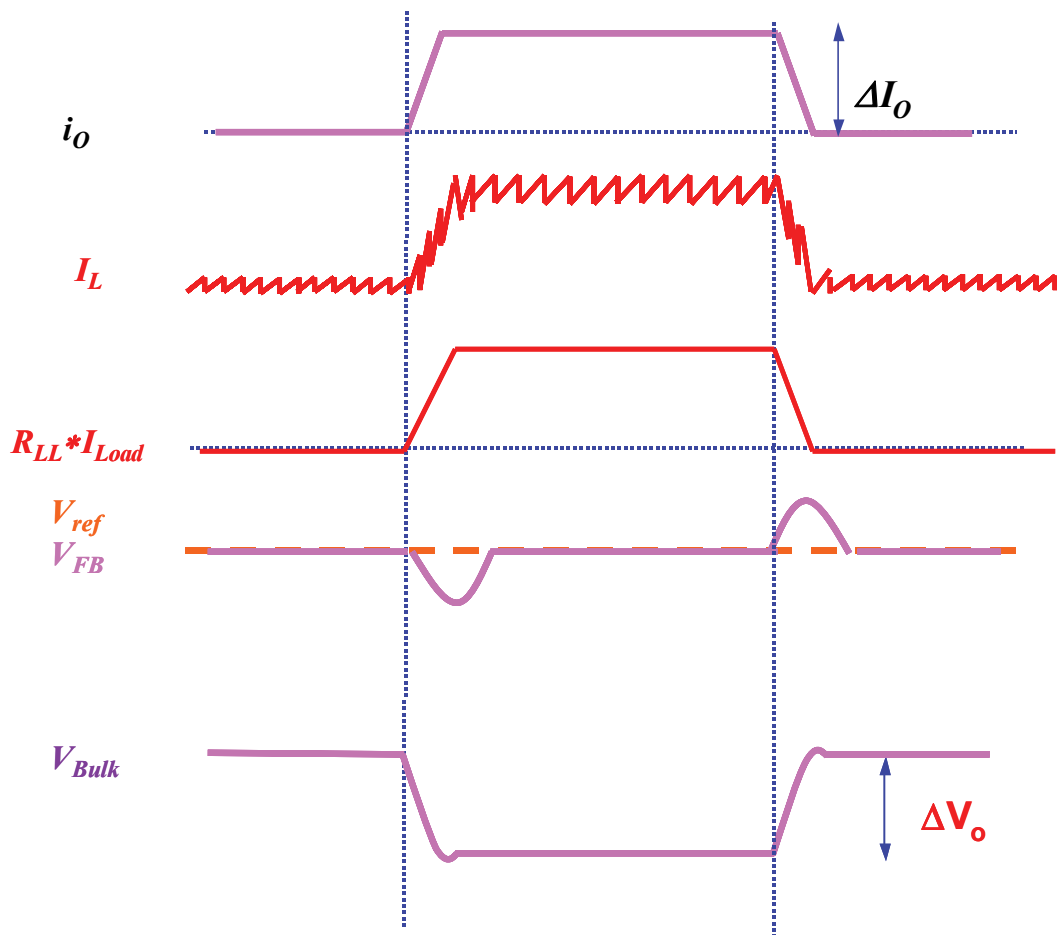 ΔI_O
i_O
I_L
R_LL*I_Load
V_ref
V_FB
V_Bulk
ΔV_o